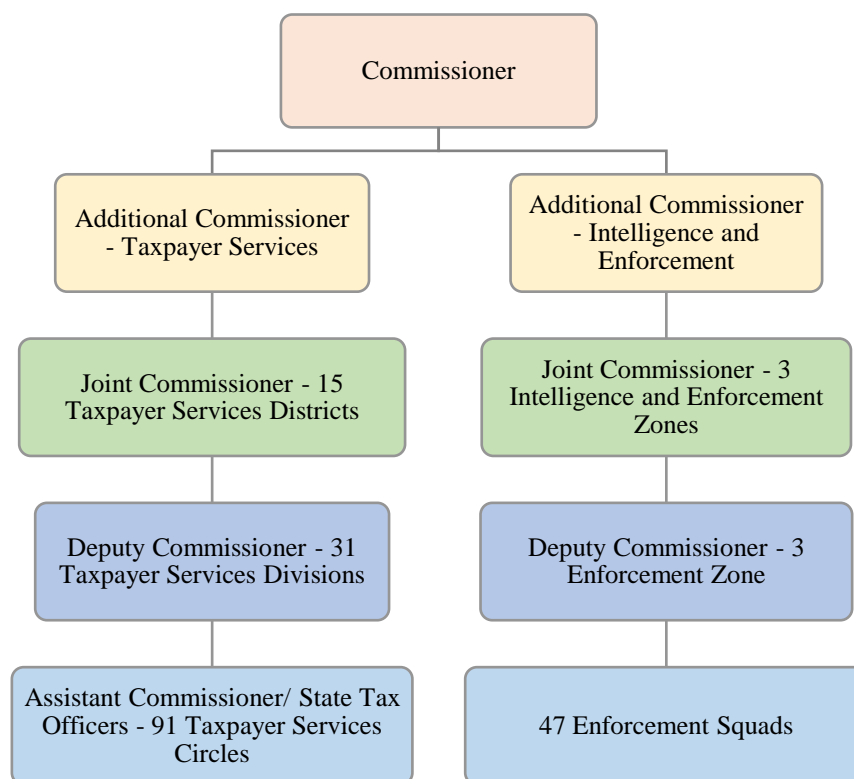 Commissioner
Additional Commissioner
- Taxpayer Services
Additional Commissioner
- Intelligence and
Enforcement
Joint Commissioner - 15
Taxpayer Services Districts
Joint Commissioner - 3
Intelligence and Enforcement
Zones
Deputy Commissioner - 31
Taxpayer Services Divisions
Deputy Commissioner - 3
Enforcement Zone
Assistant Commissioner/ State Tax
Officers - 91 Taxpayer Services
Circles
47 Enforcement Squads